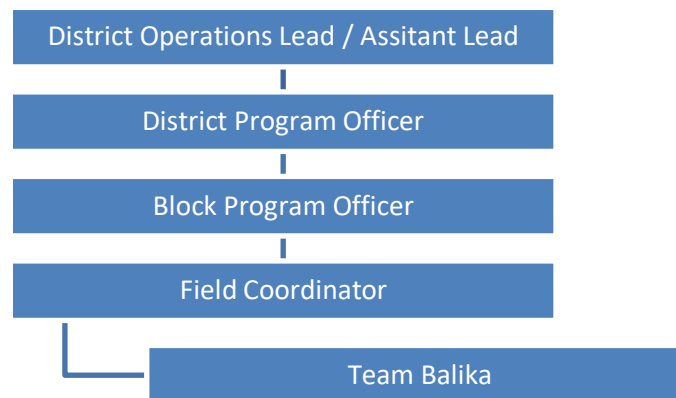 District Operations Lead / Assitant Lead
District Program Officer
Block Program Officer
Field Coordinator
Team Balika